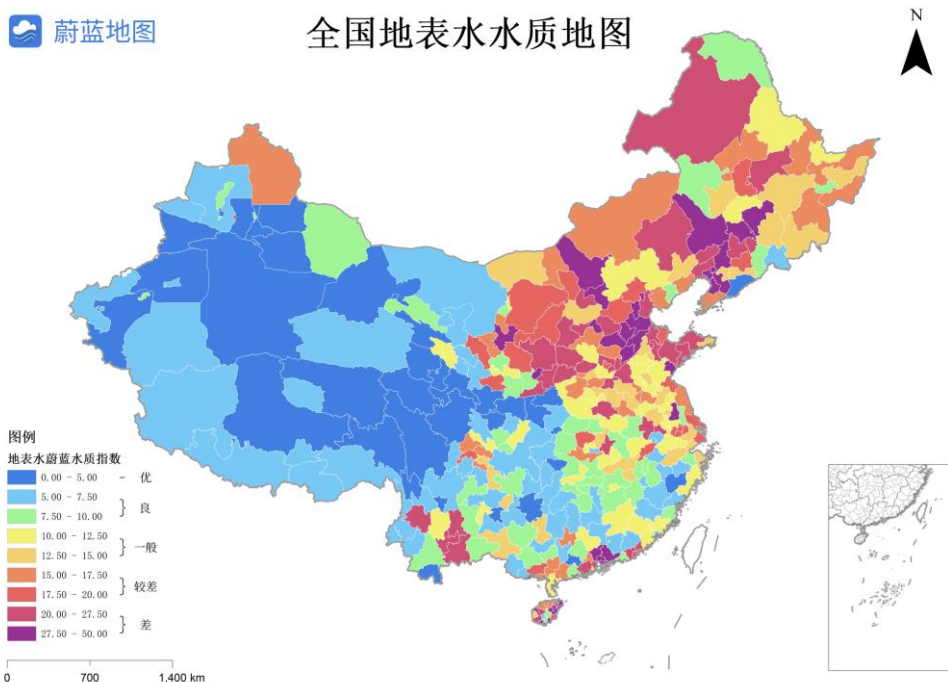 蔚蓝地图
全国地表水水质地图
N
图例
地表水蔚蓝水质指数
0.00 - 5.00 - 优
5.00 - 7.50
良
7.50 - 10.00
10.00 - 12.50
一般
12.50 - 15.00
15.00 - 17.50
较差
17.50 - 20.00
20.00 - 27.50
差
27.50 - 50.00
0 700 1,400 km